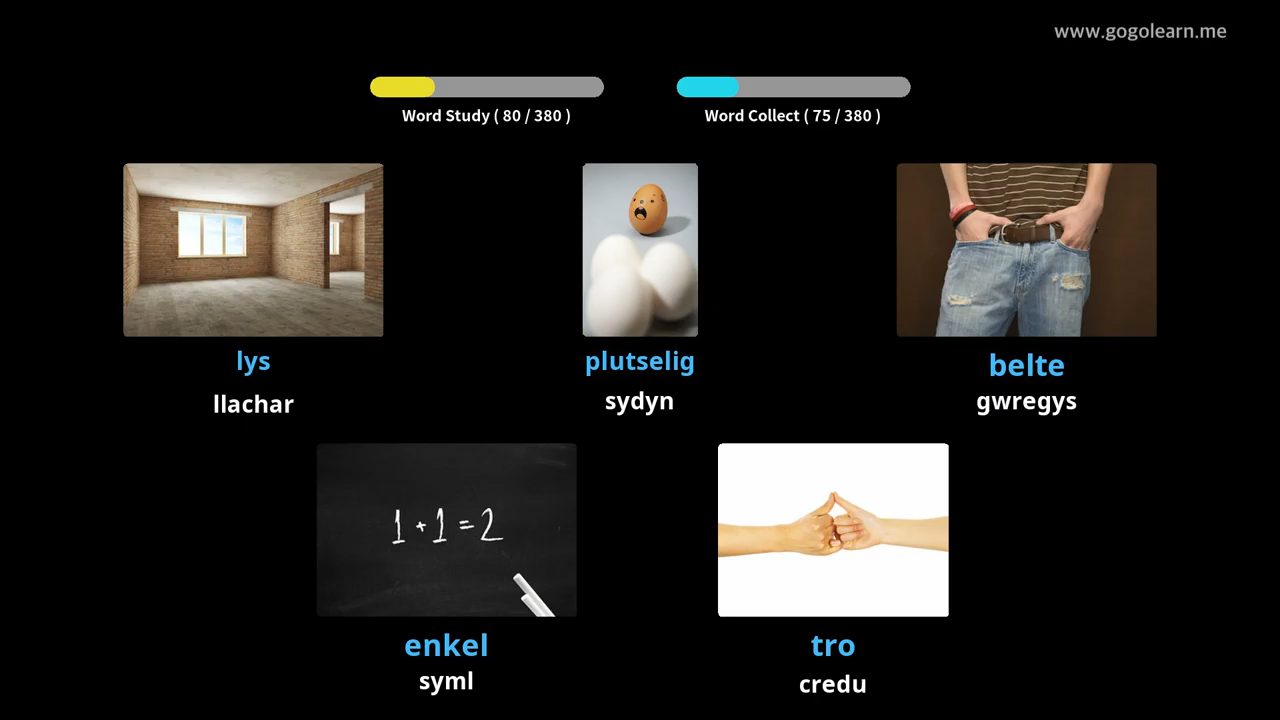 www.gogolearn.me
Word Study ( 80 / 380 )
Word Collect ( 75 / 380 )
lys
llachar
plutselig
sydyn
belte
gwregys
1 + 1 = 2
enkel
syml
tro
credu